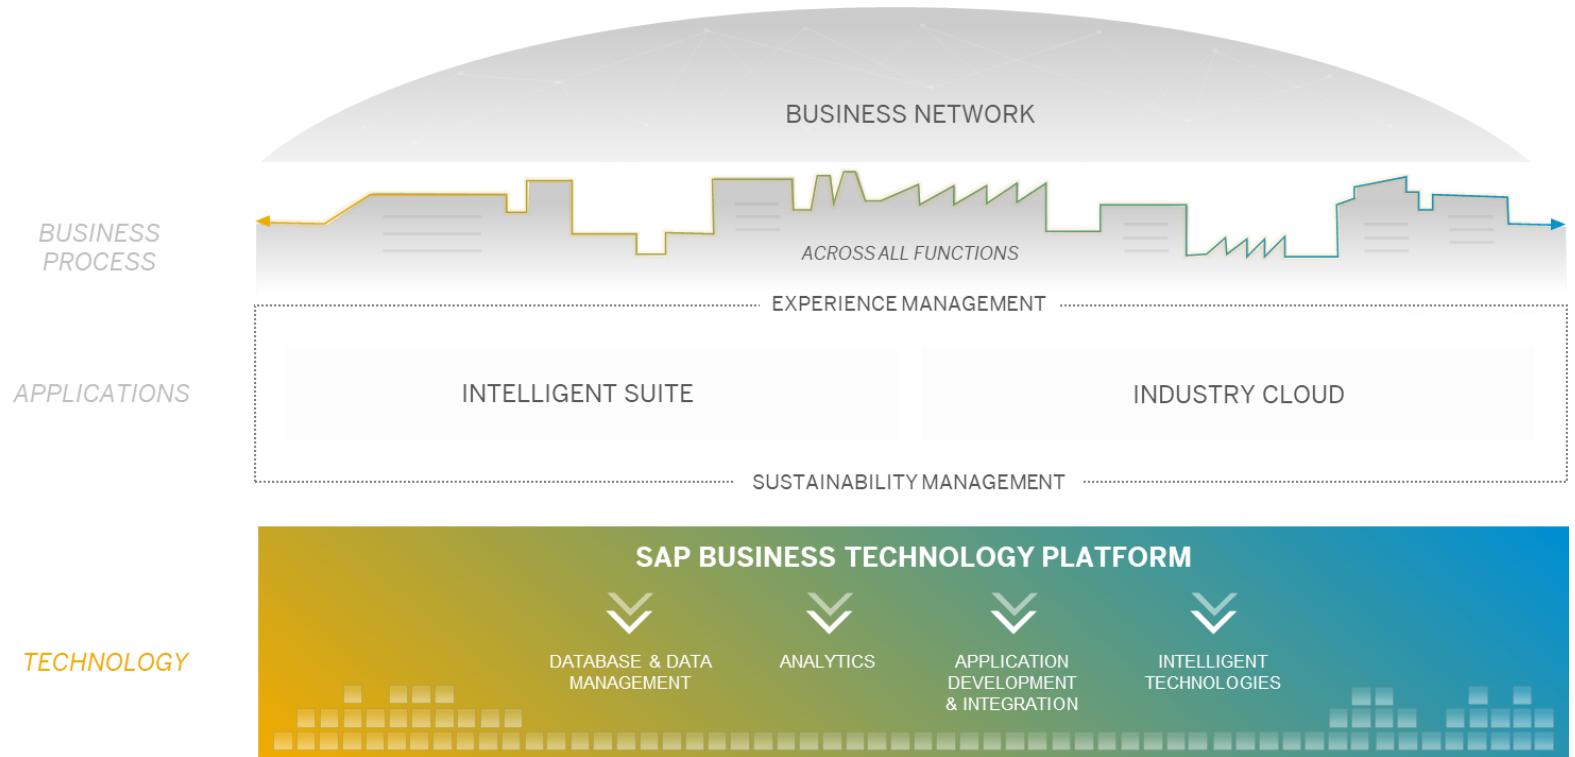 BUSINESS NETWORK
BUSINESS
PROCESS
ACROSS ALL FUNCTIONS
EXPERIENCE MANAGEMENT
APPLICATIONS
INTELLIGENT SUITE
INDUSTRY CLOUD
SUSTAINABILITY MANAGEMENT
SAP BUSINESS TECHNOLOGY PLATFORM
TECHNOLOGY
DATABASE & DATA
MANAGEMENT
ANALYTICS
APPLICATION
DEVELOPMENT
& INTEGRATION
INTELLIGENT
TECHNOLOGIES